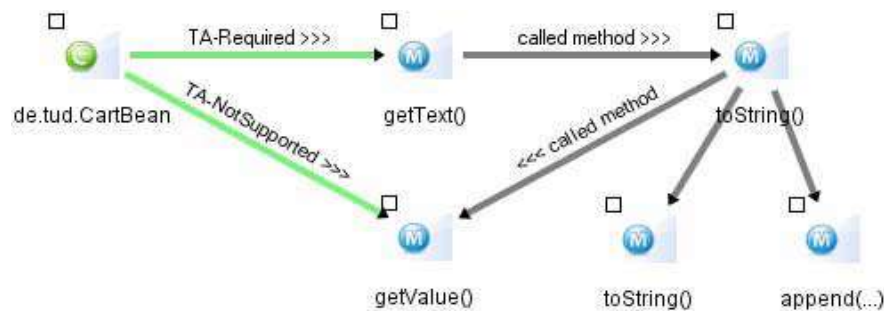 TA-Required >>>
called method >>>
de.tud.CartBean
getText()
toString()
TA-NotSupported >>>
<<< called method
getValue()
toString()
append(...)